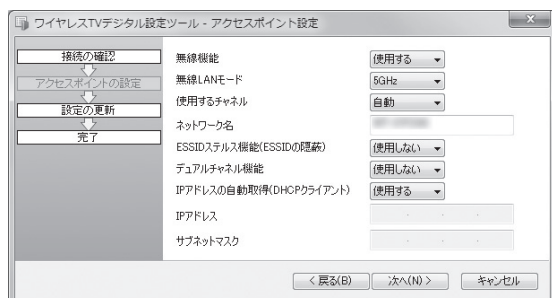 ワイヤレスTVデジタル設定ツール - アクセスポイント設定
接続の確認
アクセスポイントの設定
設定の更新
完了
無線機能 使用する
無線LANモード 5GHz
使用するチャネル 自動
ネットワーク名
ESSIDステルス機能(ESSIDの隠蔽) 使用しない
デュアルチャネル機能 使用しない
IPアドレスの自動取得(DHCPクライアント) 使用する
IPアドレス
サブネットマスク
< 戻る(B) 次へ(N) > キャンセル